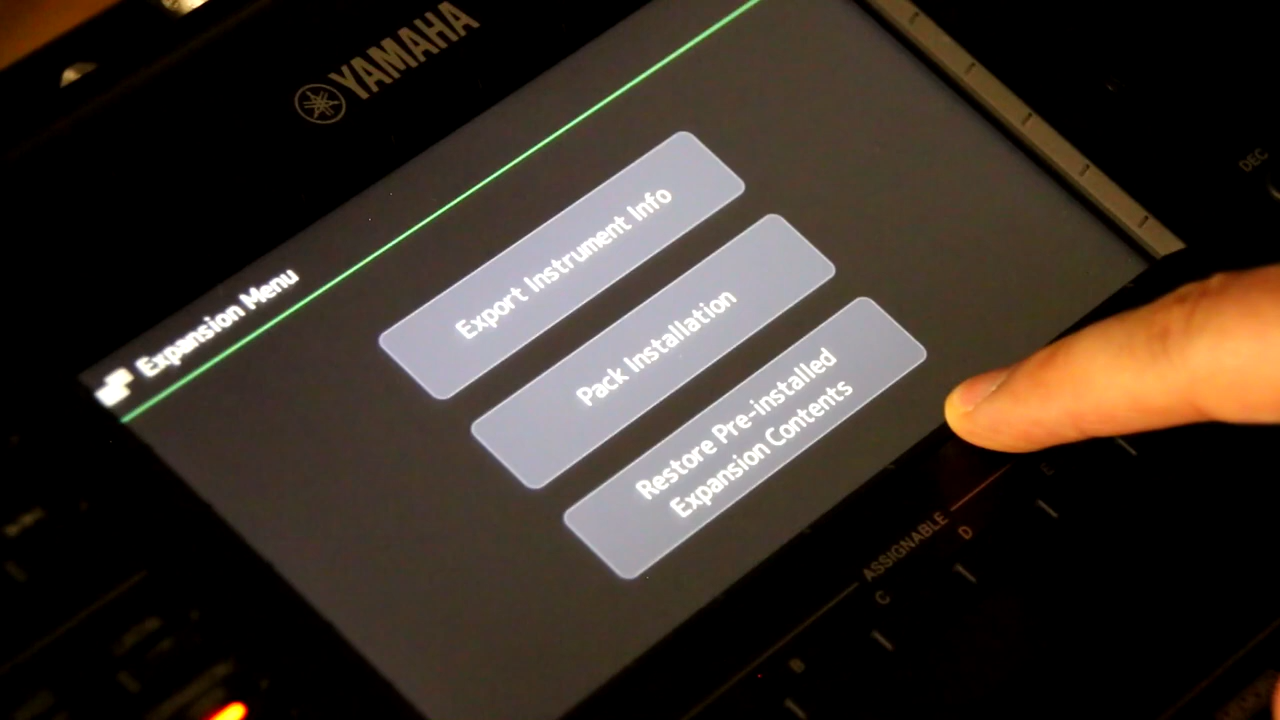 YAMAHA
Expansion Menu
Export Instrument Info
Pack Installation
Restore Pre-installed
Expansion Contents
DEC
ASSIGNABLE
B
C
D
E